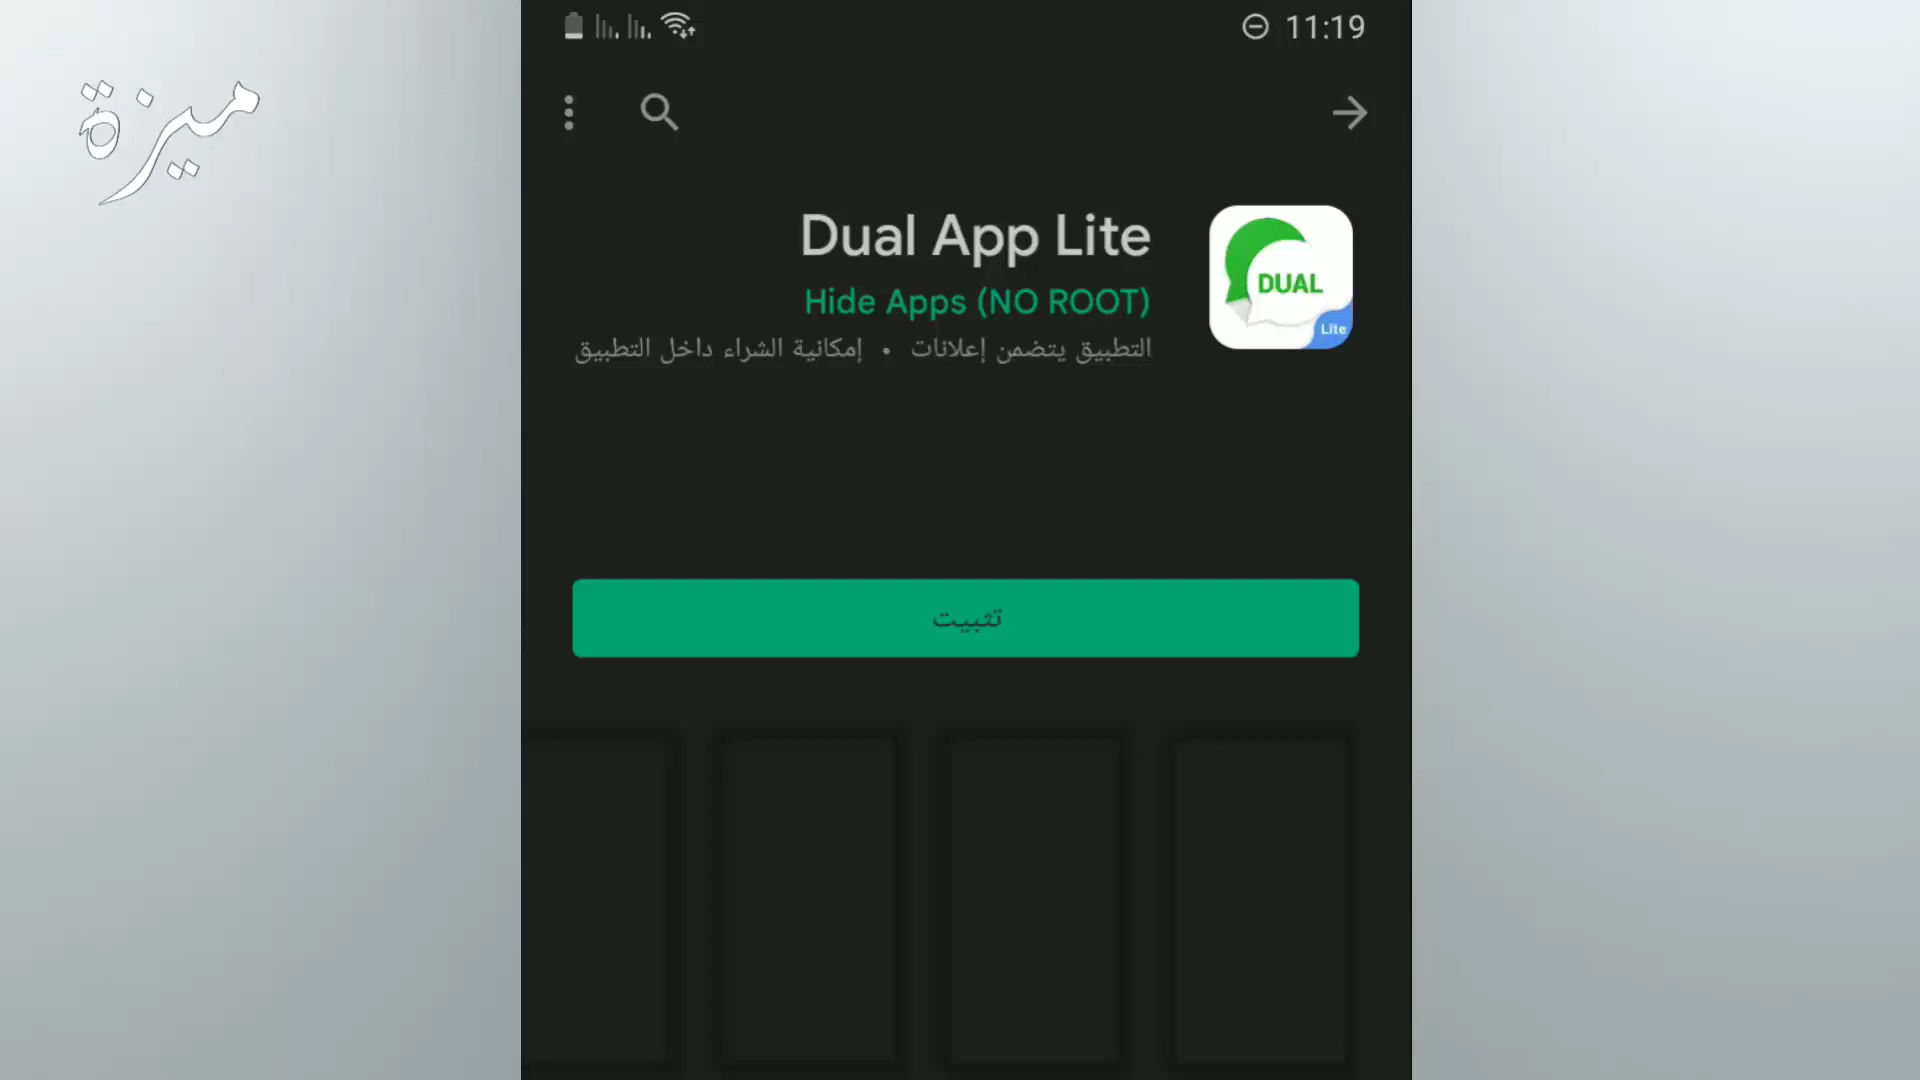 11:19
ميزة
Dual App Lite
Hide Apps (NO ROOT)
التطبيق يتضمن إعلانات • إمكانية الشراء داخل التطبيق
DUAL
Lite
تثبيت